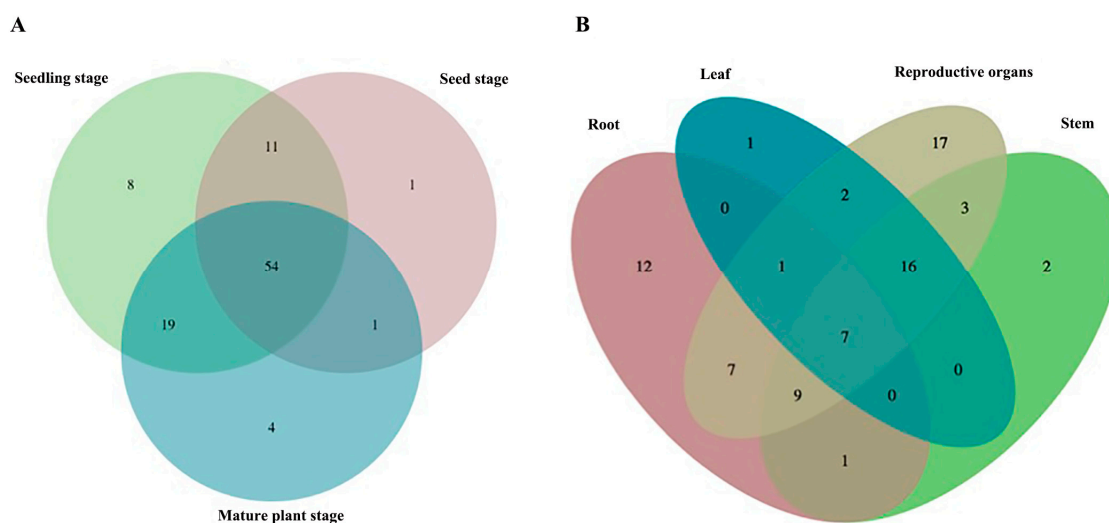 A
B
Seedling stage
Seed stage
11
8
1
54
19
1
4
Mature plant stage
Leaf
Reproductive organs
Root
Stem
1
17
2
0
3
12
1
16
2
7
7
0
9
0
1